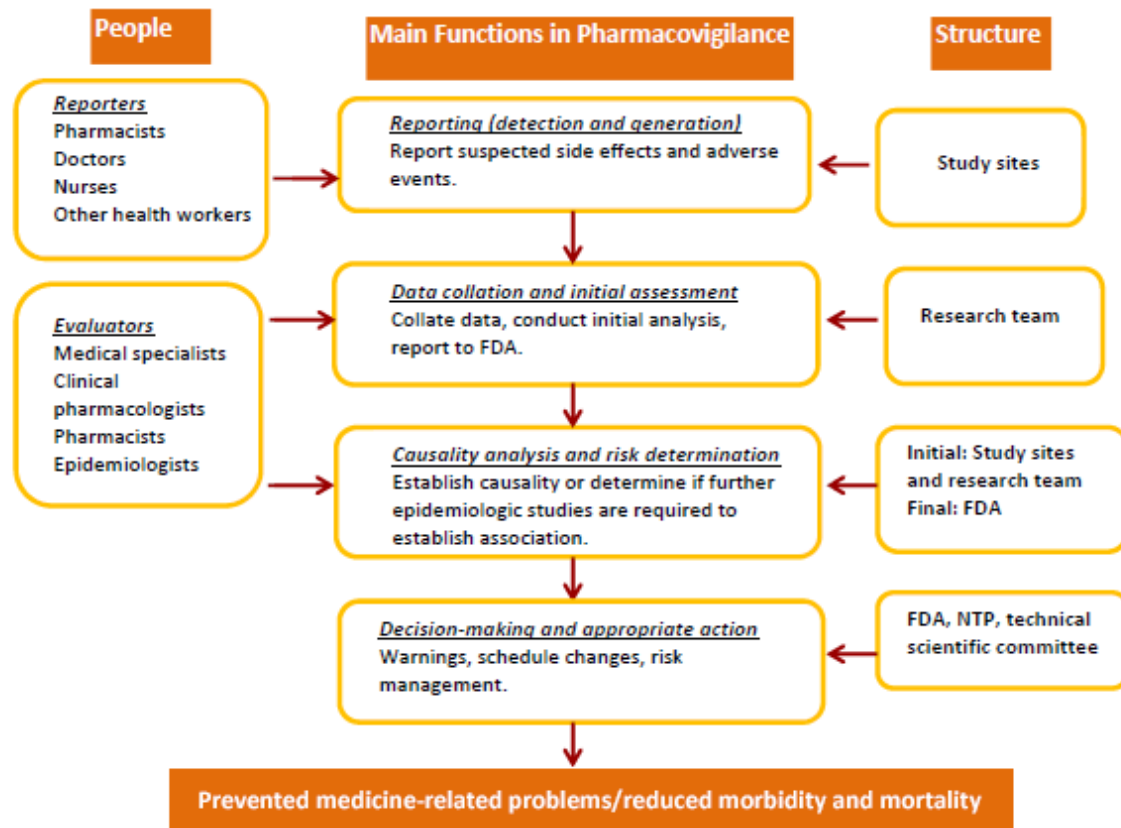 People
Main Functions in Pharmacovigilance
Structure
Reporters
Pharmacists
Doctors
Nurses
Other health workers
Reporting (detection and generation)
Report suspected side effects and adverse
events.
Study sites
Evaluators
Medical specialists
Clinical
pharmacologists
Pharmacists
Epidemiologists
Data collation and initial assessment
Collate data, conduct initial analysis,
report to FDA.
Research team
Causality analysis and risk determination
Establish causality or determine if further
epidemiologic studies are required to
establish association.
Initial: Study sites
and research team
Final: FDA
Decision-making and appropriate action
Warnings, schedule changes, risk
management.
FDA, NTP, technical
scientific committee
Prevented medicine-related problems/reduced morbidity and mortality